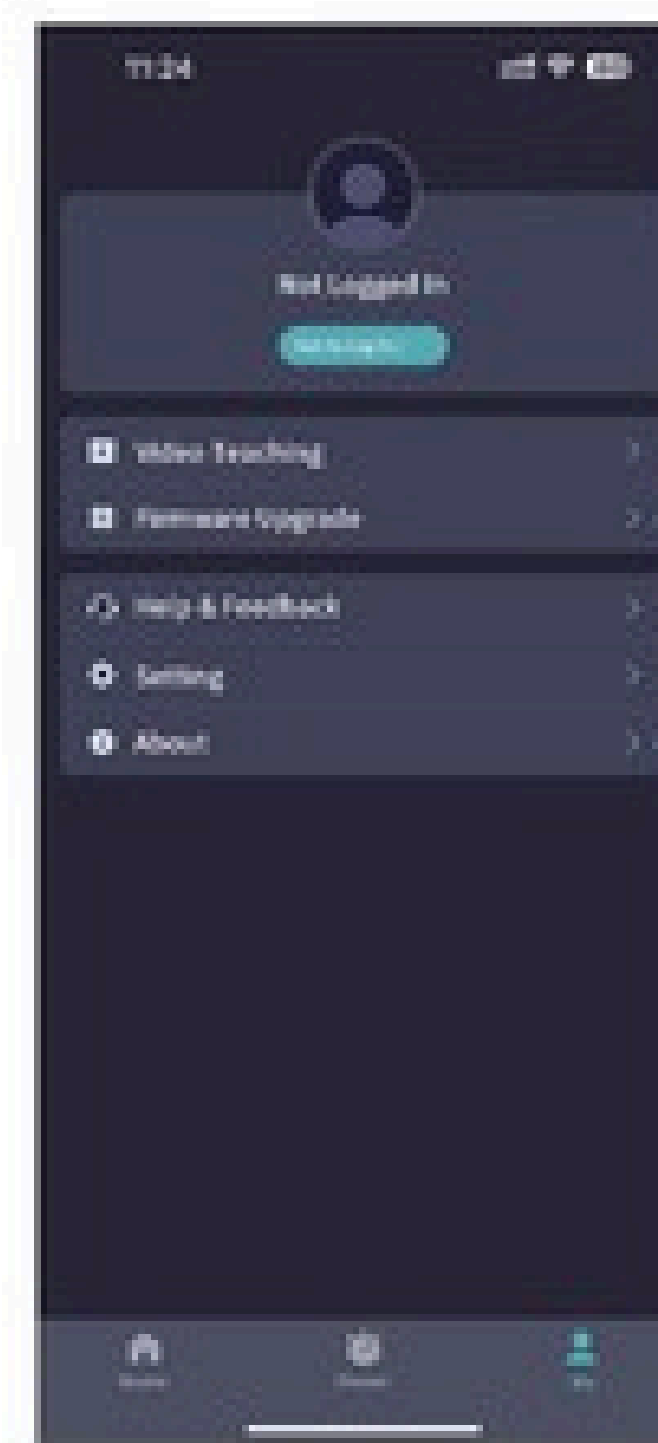 11:24
Not Logged In
Video Teaching
Firmware Upgrade
Help & Feedback
Setting
About